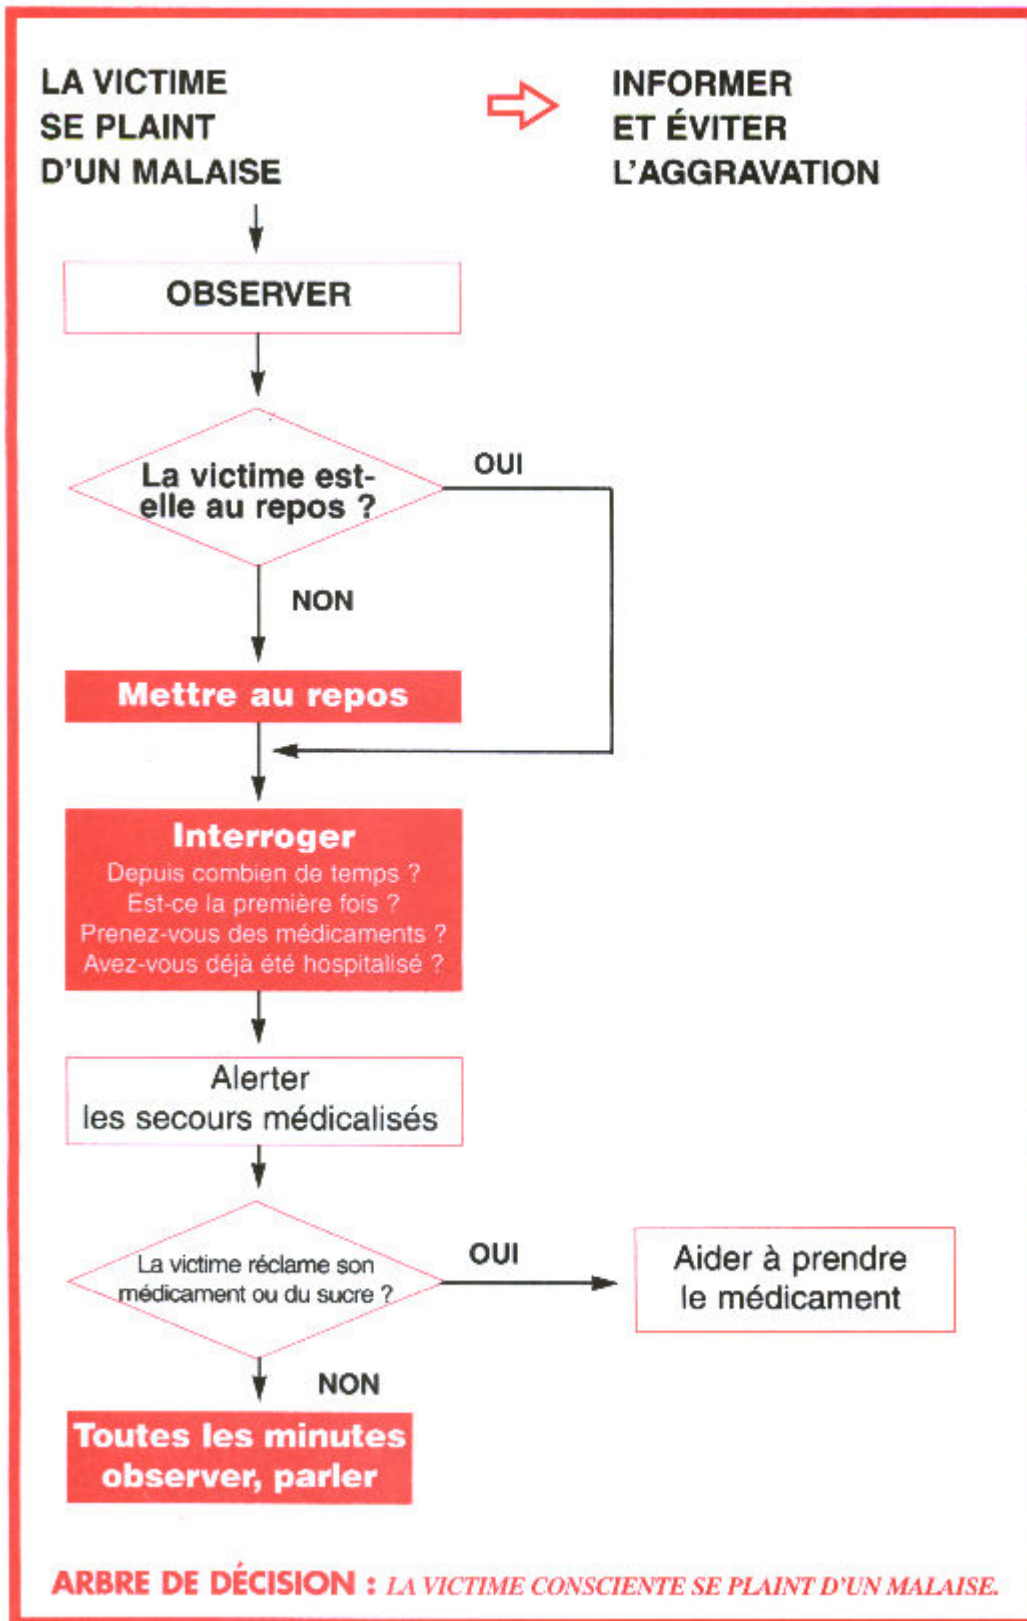 LA VICTIME
SE PLAINT
D'UN MALAISE
INFORMER
ET ÉVITER
L'AGGRAVATION
OBSERVER
La victime est-
elle au repos ?
OUI
NON
Mettre au repos
Interroger
Depuis combien de temps ?
Est-ce la première fois ?
Prenez-vous des médicaments ?
Avez-vous déjà été hospitalisé ?
Alerter
les secours médicalisés
La victime réclame son
médicament ou du sucre ?
OUI
Aider à prendre
le médicament
NON
Toutes les minutes
observer, parler
ARBRE DE DÉCISION : LA VICTIME CONSCIENTE SE PLAINT D'UN MALAISE.